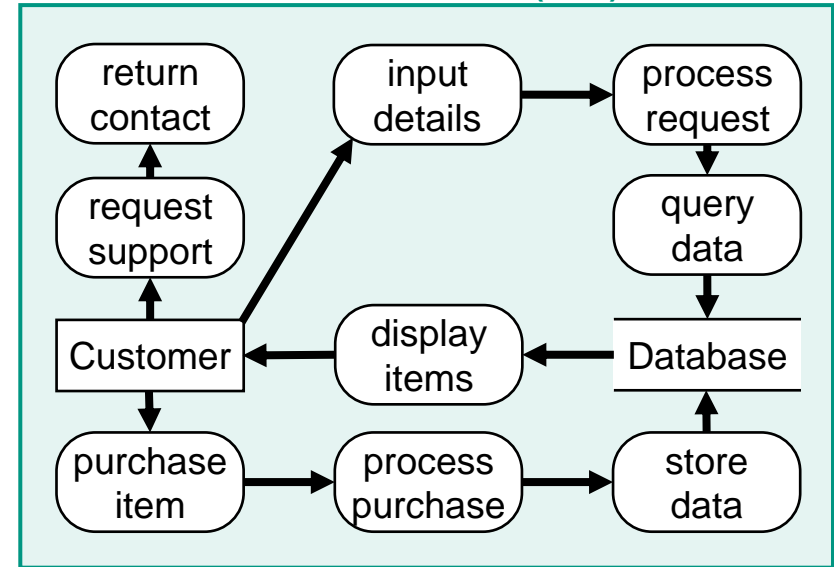 return
contact
input
details
process
request
request
support
query
data
Customer
display
items
Database
purchase
item
process
purchase
store
data